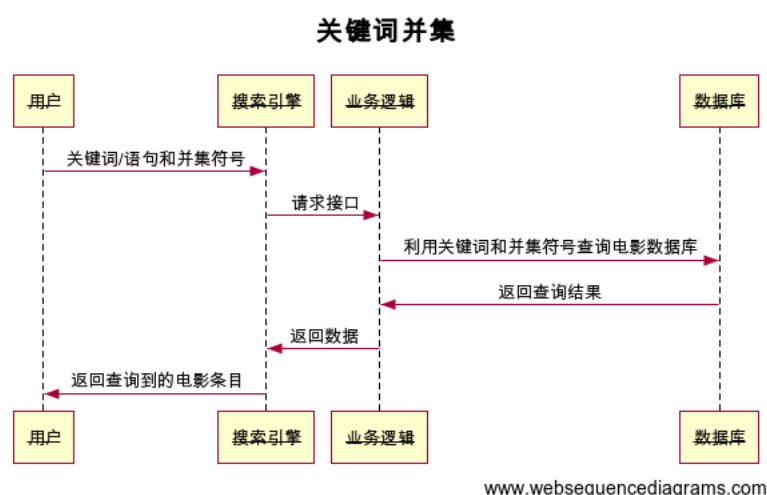 关键词并集
用户 搜索引擎 业务逻辑 数据库
关键词/语句和并集符号
请求接口
利用关键词和并集符号查询电影数据库
返回查询结果
返回数据
返回查询到的电影条目
用户 搜索引擎 业务逻辑 数据库
www.websequencediagrams.com